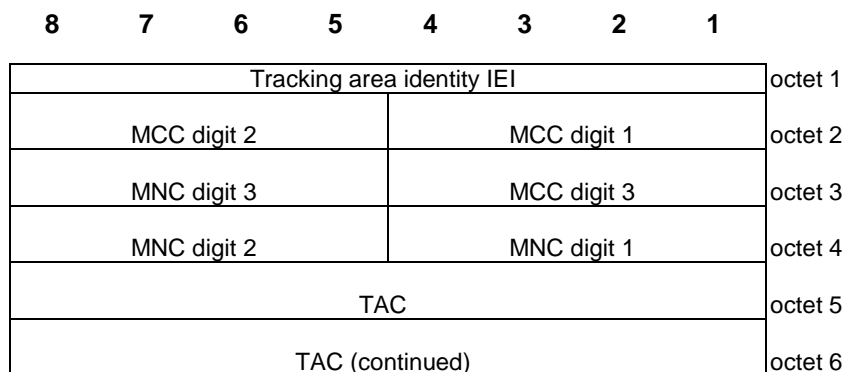 8 7 6 5 4 3 2 1
Tracking area identity IEI octet 1
MCC digit 2 MCC digit 1 octet 2
MNC digit 3 MCC digit 3 octet 3
MNC digit 2 MNC digit 1 octet 4
TAC octet 5
TAC (continued) octet 6